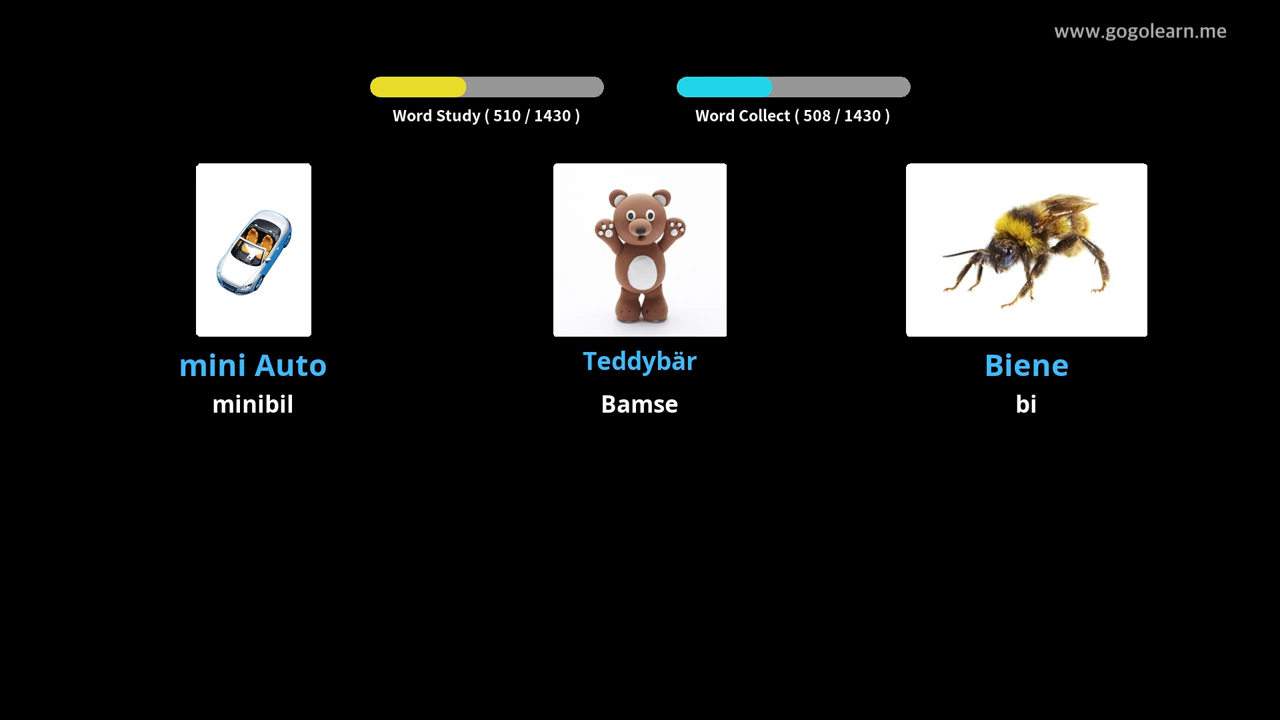 www.gogolearn.me
Word Study ( 510 / 1430 )
Word Collect ( 508 / 1430 )
mini Auto
minibil
Teddybär
Bamse
Biene
bi